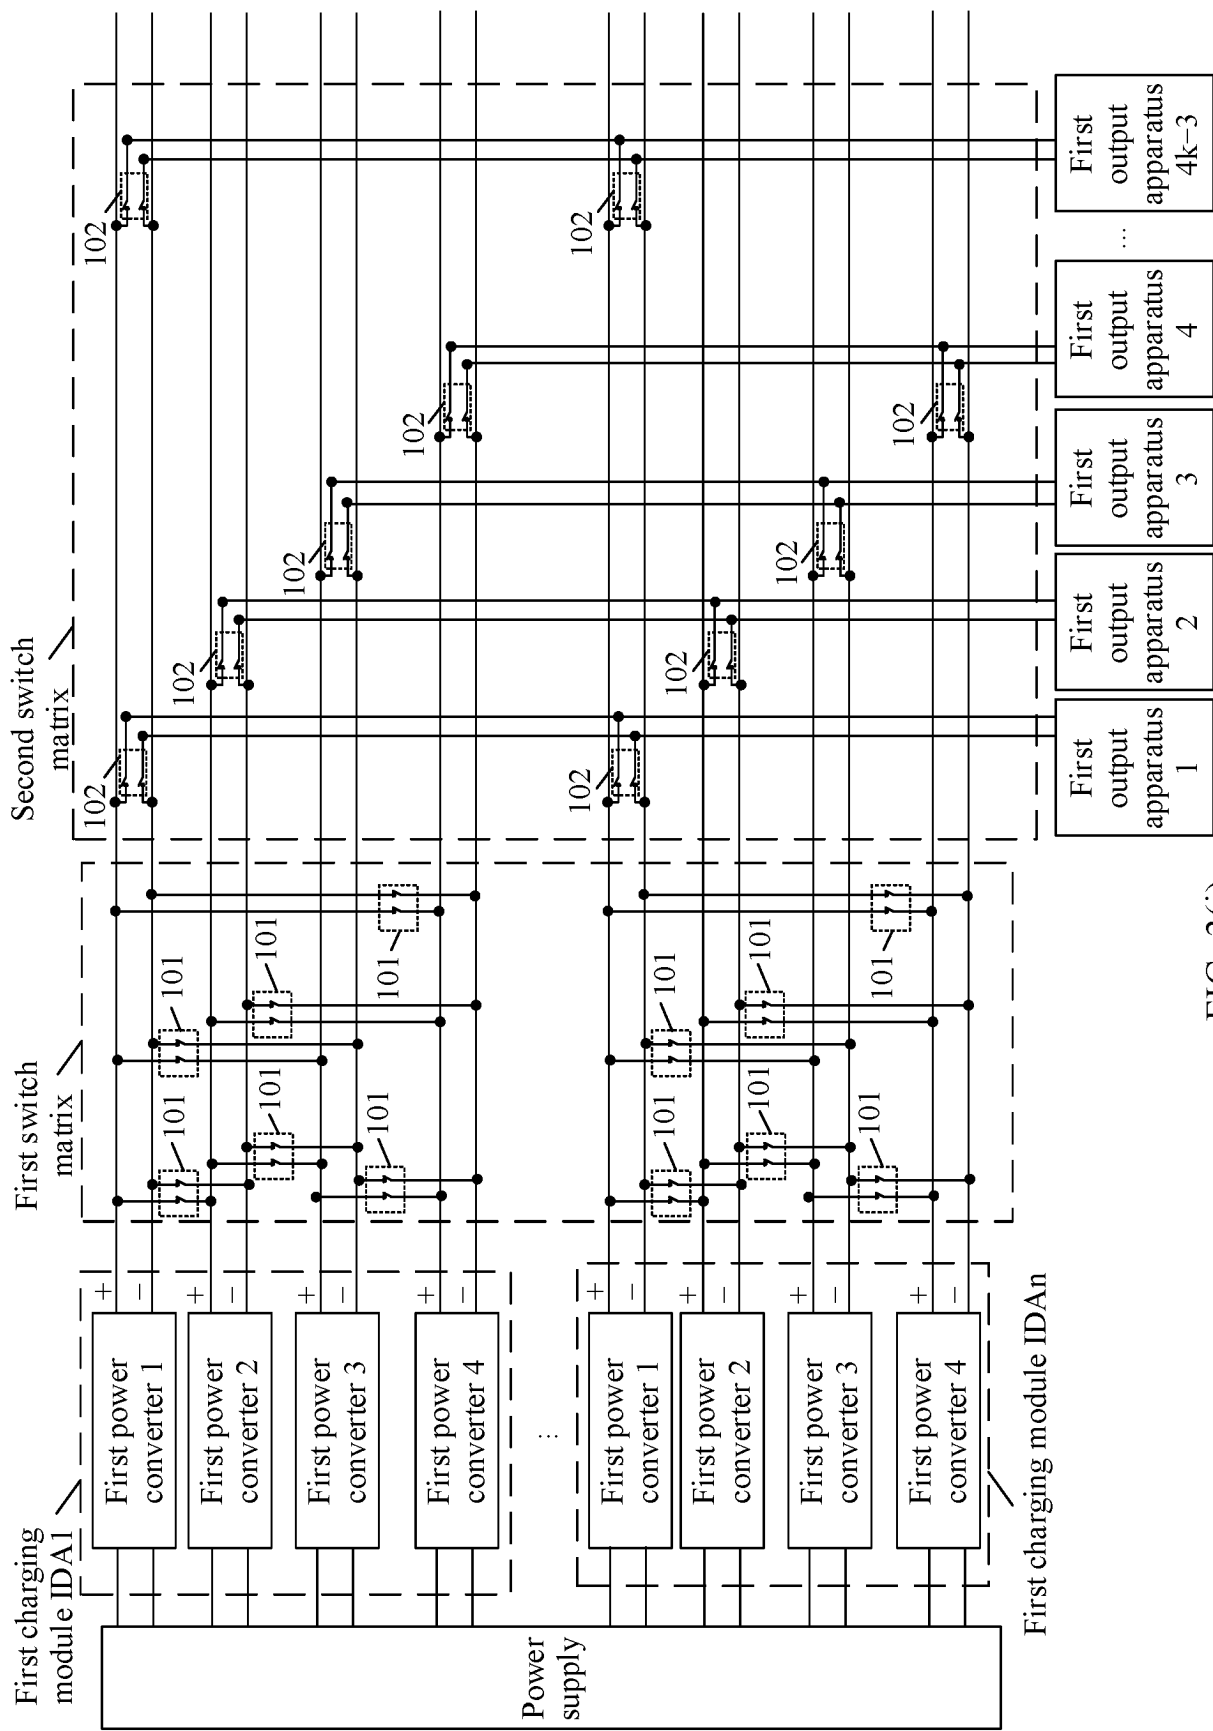 First charging
module IDA1
First switch
matrix
Second switch
matrix
Power
supply
First power
converter 1
+
−
First power
converter 2
+
−
First power
converter 3
+
−
First power
converter 4
+
−
...
First power
converter 1
+
−
First power
converter 2
+
−
First power
converter 3
+
−
First power
converter 4
+
−
First charging module IDAn
101
101
101
101
101
101
101
101
101
101
101
101
102
102
102
102
102
102
102
102
102
102
First
output
apparatus
1
First
output
apparatus
2
First
output
apparatus
3
First
output
apparatus
4
...
First
output
apparatus
4k−3